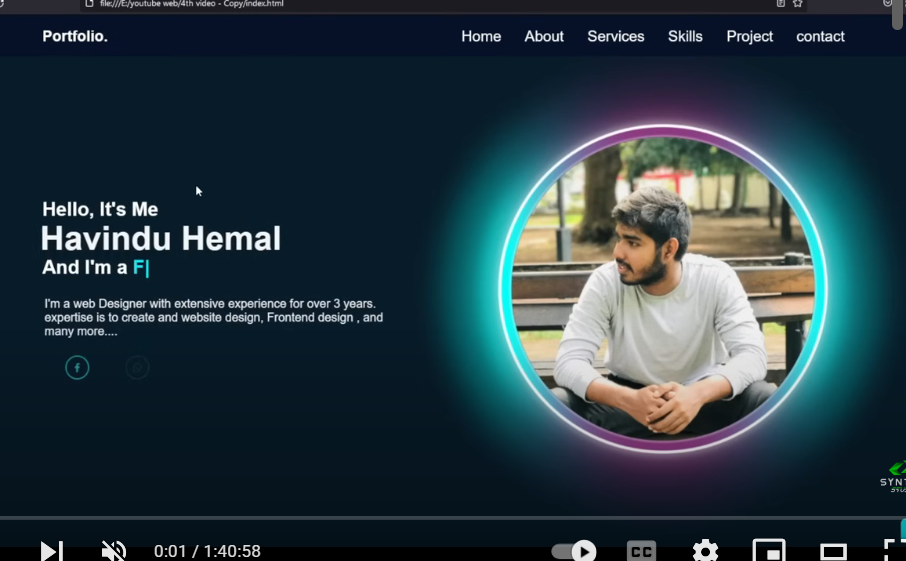 file:///E:/youtube web/4th video - Copy/index.html
Portfolio.
Home About Services Skills Project contact
Hello, It's Me
Havindu Hemal
And I'm a F|
I'm a web Designer with extensive experience for over 3 years.
expertise is to create and website design, Frontend design , and
many more....
f
SYNT
0:01 / 1:40:58
CC